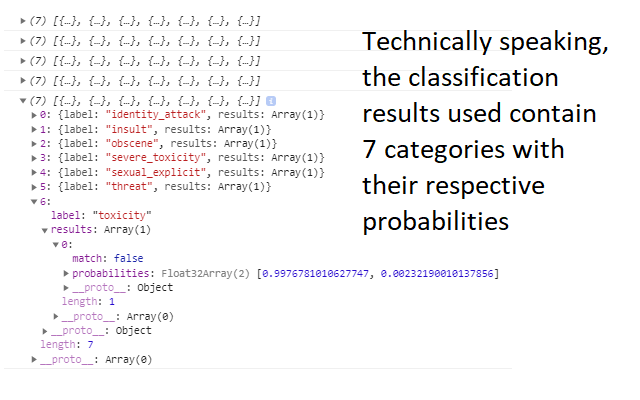 ▶(7) [{…}, {…}, {…}, {…}, {…}, {…}, {…}]
▶(7) [{…}, {…}, {…}, {…}, {…}, {…}, {…}]
▶(7) [{…}, {…}, {…}, {…}, {…}, {…}, {…}]
▶(7) [{…}, {…}, {…}, {…}, {…}, {…}, {…}]
▼(7) [{…}, {…}, {…}, {…}, {…}, {…}, {…}] i
▶0: {label: "identity_attack", results: Array(1)}
▶1: {label: "insult", results: Array(1)}
▶2: {label: "obscene", results: Array(1)}
▶3: {label: "severe_toxicity", results: Array(1)}
▶4: {label: "sexual_explicit", results: Array(1)}
▶5: {label: "threat", results: Array(1)}
▼6:
label: "toxicity"
▼results: Array(1)
▼0:
match: false
▶probabilities: Float32Array(2) [0.9976781010627747, 0.00232190010137856]
▶__proto__: Object
length: 1
▶__proto__: Array(0)
▶__proto__: Object
length: 7
▶__proto__: Array(0)
Technically speaking,
the classification
results used contain
7 categories with
their respective
probabilities